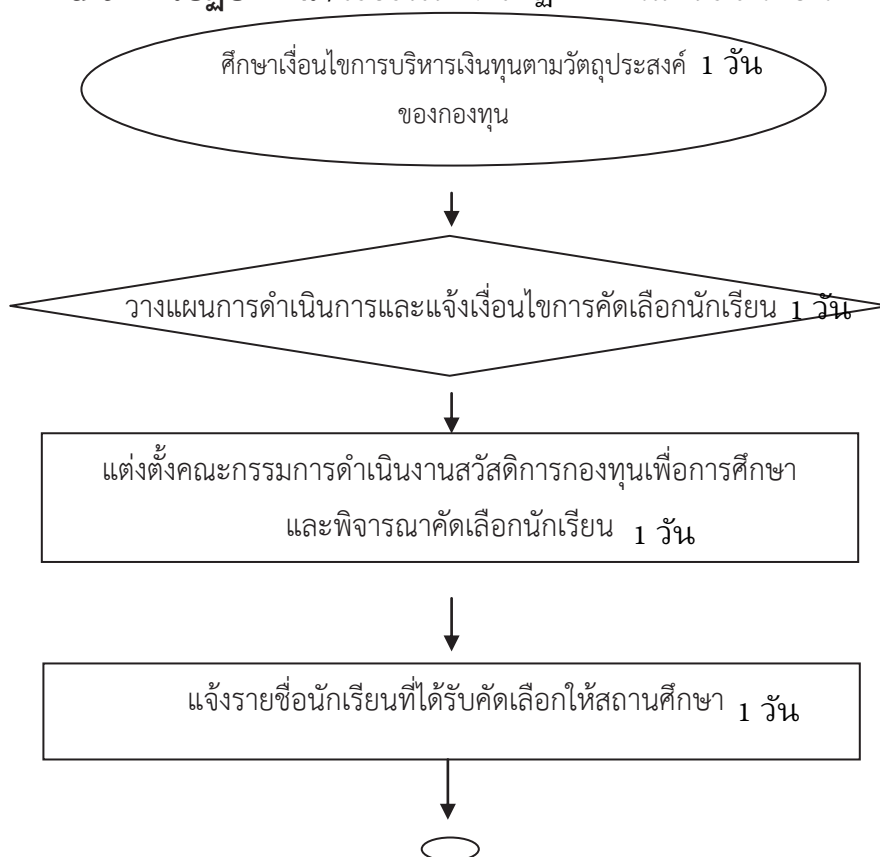 ศึกษาเงื่อนไขการบริหารเงินทุนตามวัตถุประสงค์ 1 วัน
ของกองทุน
วางแผนการดำเนินการและแจ้งเงื่อนไขการคัดเลือกนักเรียน 1 วัน
แต่งตั้งคณะกรรมการดำเนินงานสวัสดิการกองทุนเพื่อการศึกษา
และพิจารณาคัดเลือกนักเรียน 1 วัน
แจ้งรายชื่อนักเรียนที่ได้รับคัดเลือกให้สถานศึกษา 1 วัน